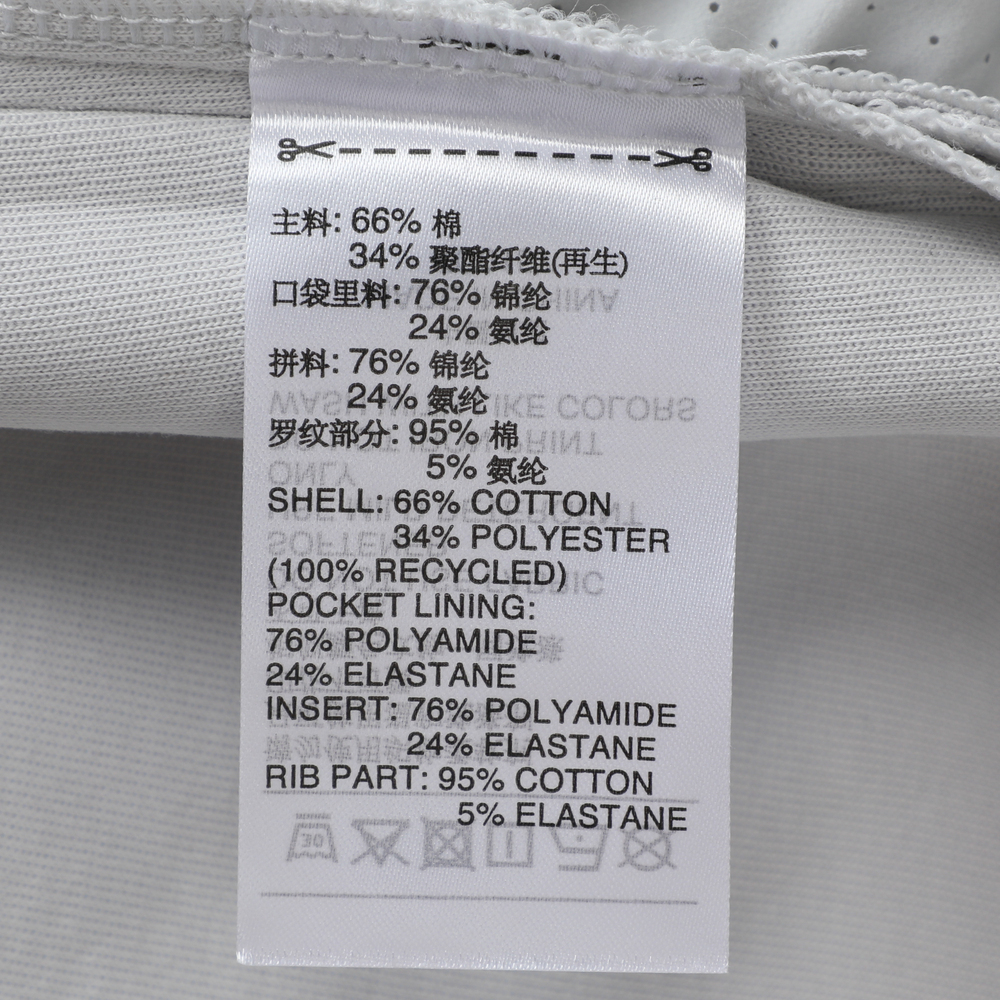 主料: 66% 棉
34% 聚酯纤维(再生)
口袋里料: 76% 锦纶
24% 氨纶
拼料: 76% 锦纶
24% 氨纶
罗纹部分: 95% 棉
5% 氨纶
SHELL: 66% COTTON
34% POLYESTER
(100% RECYCLED)
POCKET LINING:
76% POLYAMIDE
24% ELASTANE
INSERT: 76% POLYAMIDE
24% ELASTANE
RIB PART: 95% COTTON
5% ELASTANE